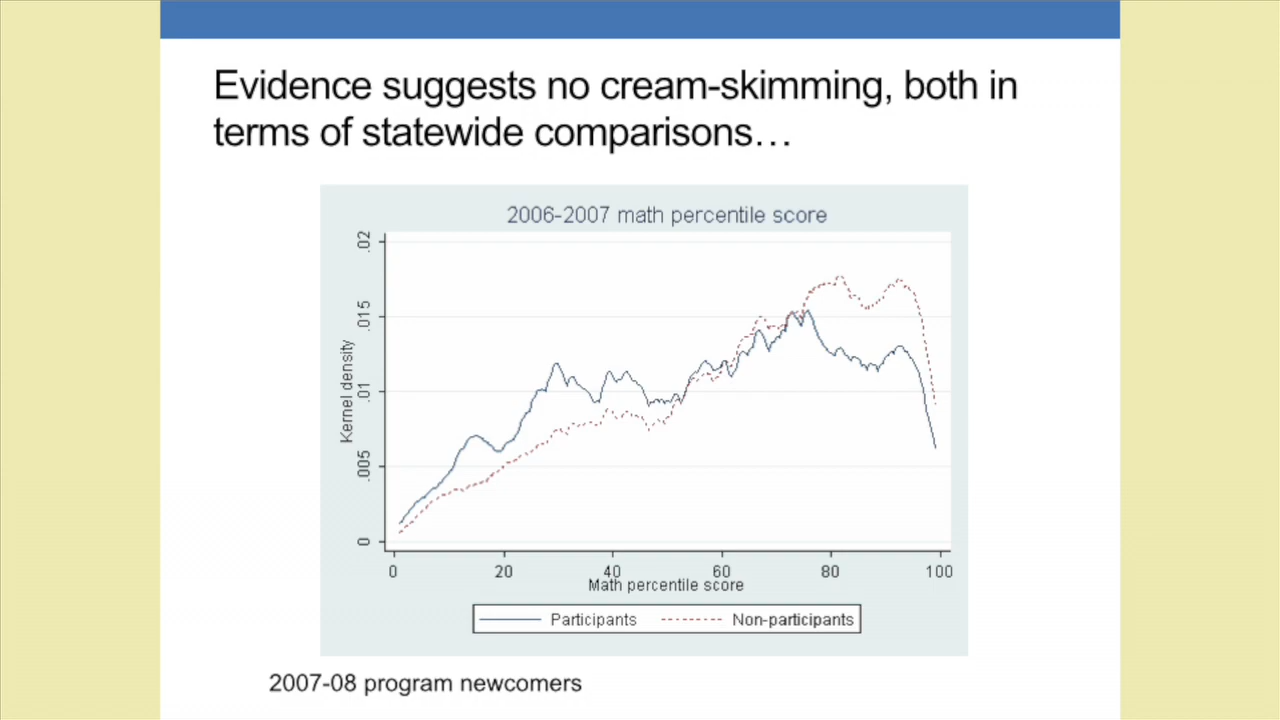 Evidence suggests no cream-skimming, both in
terms of statewide comparisons…
2006-2007 math percentile score
Kernel density
.02
.015
.01
.005
0
0 20 40 60 80 100
Math percentile score
Participants Non-participants
2007-08 program newcomers